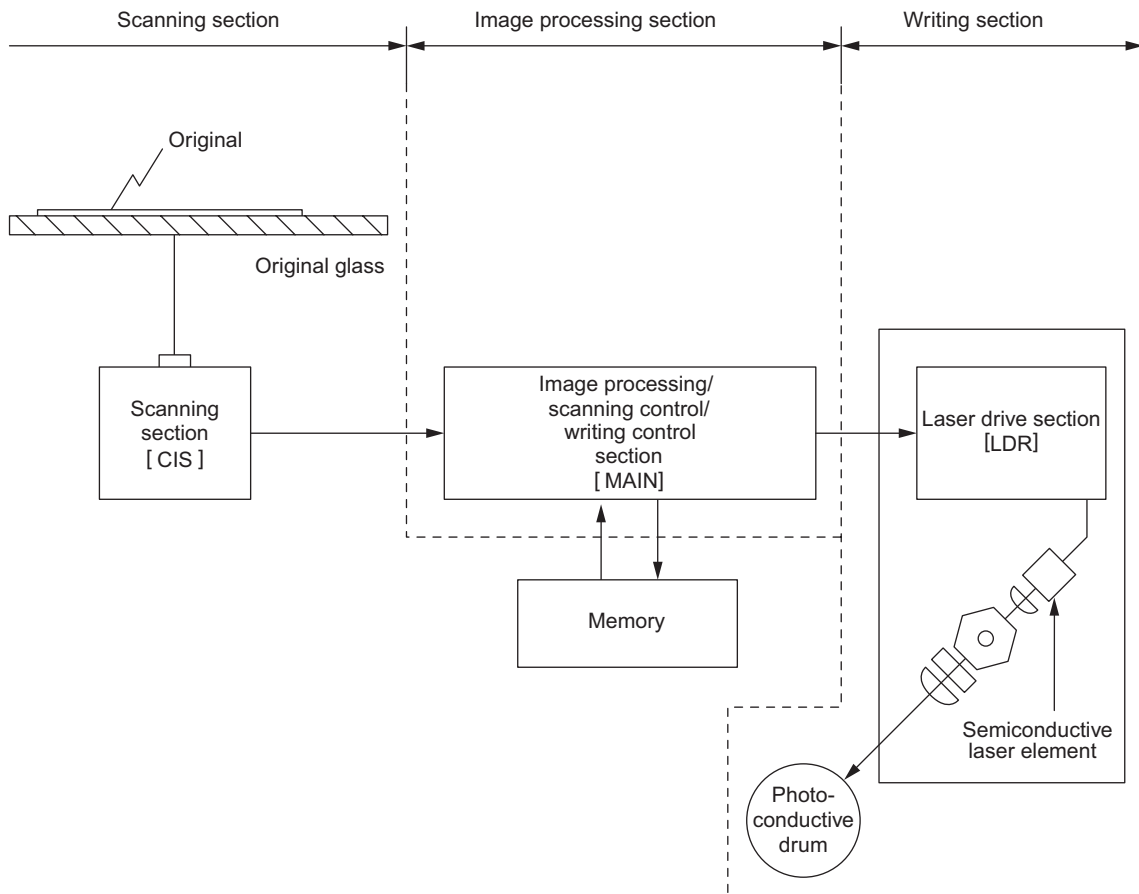 Scanning section
Image processing section
Writing section
Original
Original glass
Scanning
section
[ CIS ]
Image processing/
scanning control/
writing control
section
[ MAIN]
Laser drive section
[LDR]
Memory
Semiconductive
laser element
Photo-
conductive
drum